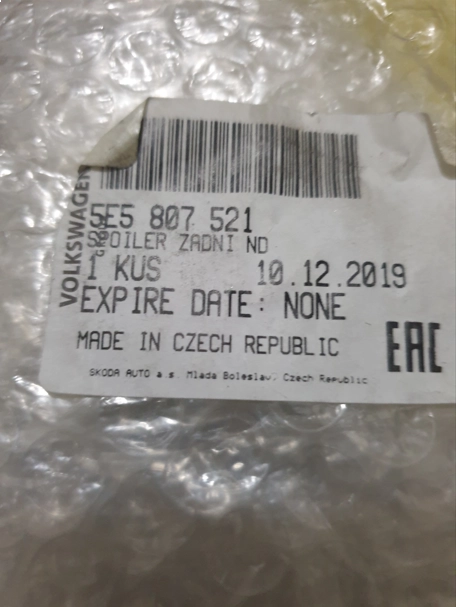 VOLKSWAGEN
5E5 807 521
SPOILER ZADNI ND
1 KUS 10.12.2019
EXPIRE DATE: NONE
MADE IN CZECH REPUBLIC
EAC
SKODA AUTO a.s. Mlada Boleslav, Czech Republic